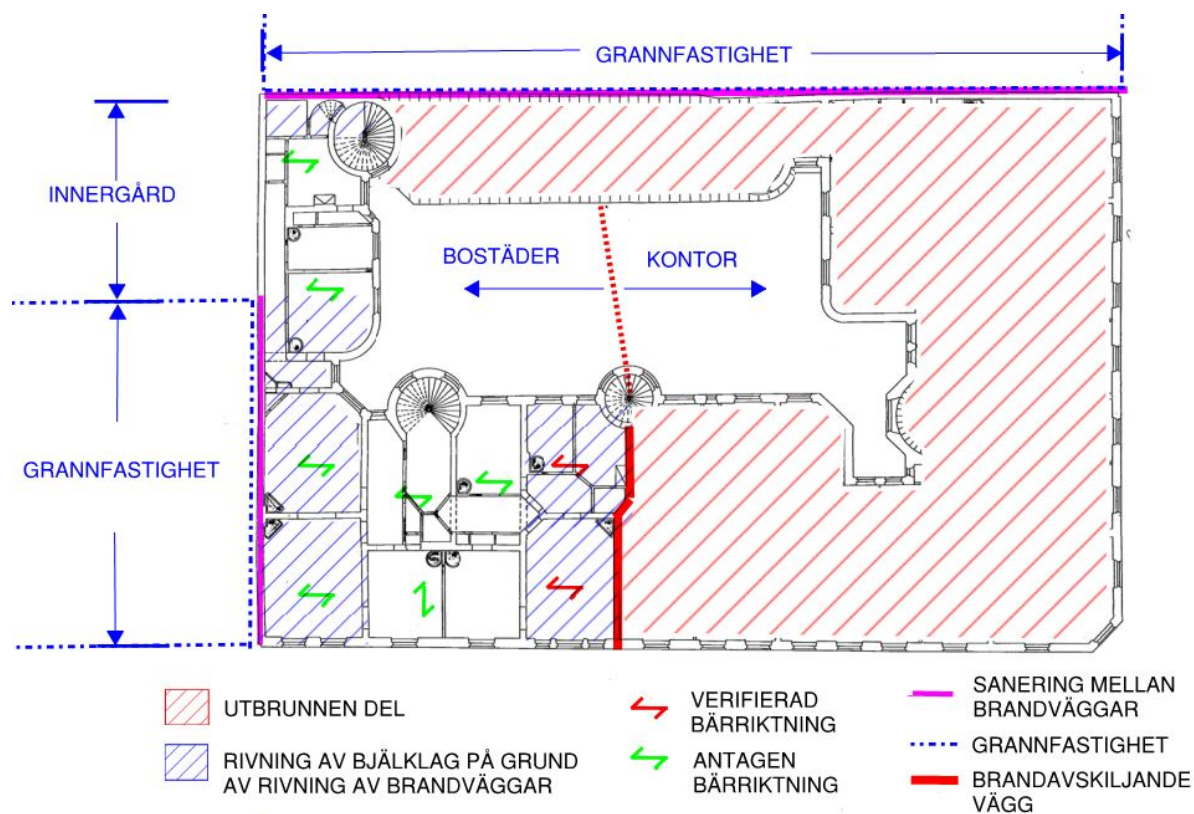 GRANNFASTIGHET
INNERGÅRD
BOSTÄDER
KONTOR
GRANNFASTIGHET
UTBRUNNEN DEL
RIVNING AV BJÄLKLAG PÅ GRUND
AV RIVNING AV BRANDVÄGGAR
VERIFIERAD
BÄRRIKTNING
ANTAGEN
BÄRRIKTNING
SANERING MELLAN
BRANDVÄGGAR
GRANNFASTIGHET
BRANDAVSKILJANDE
VÄGG